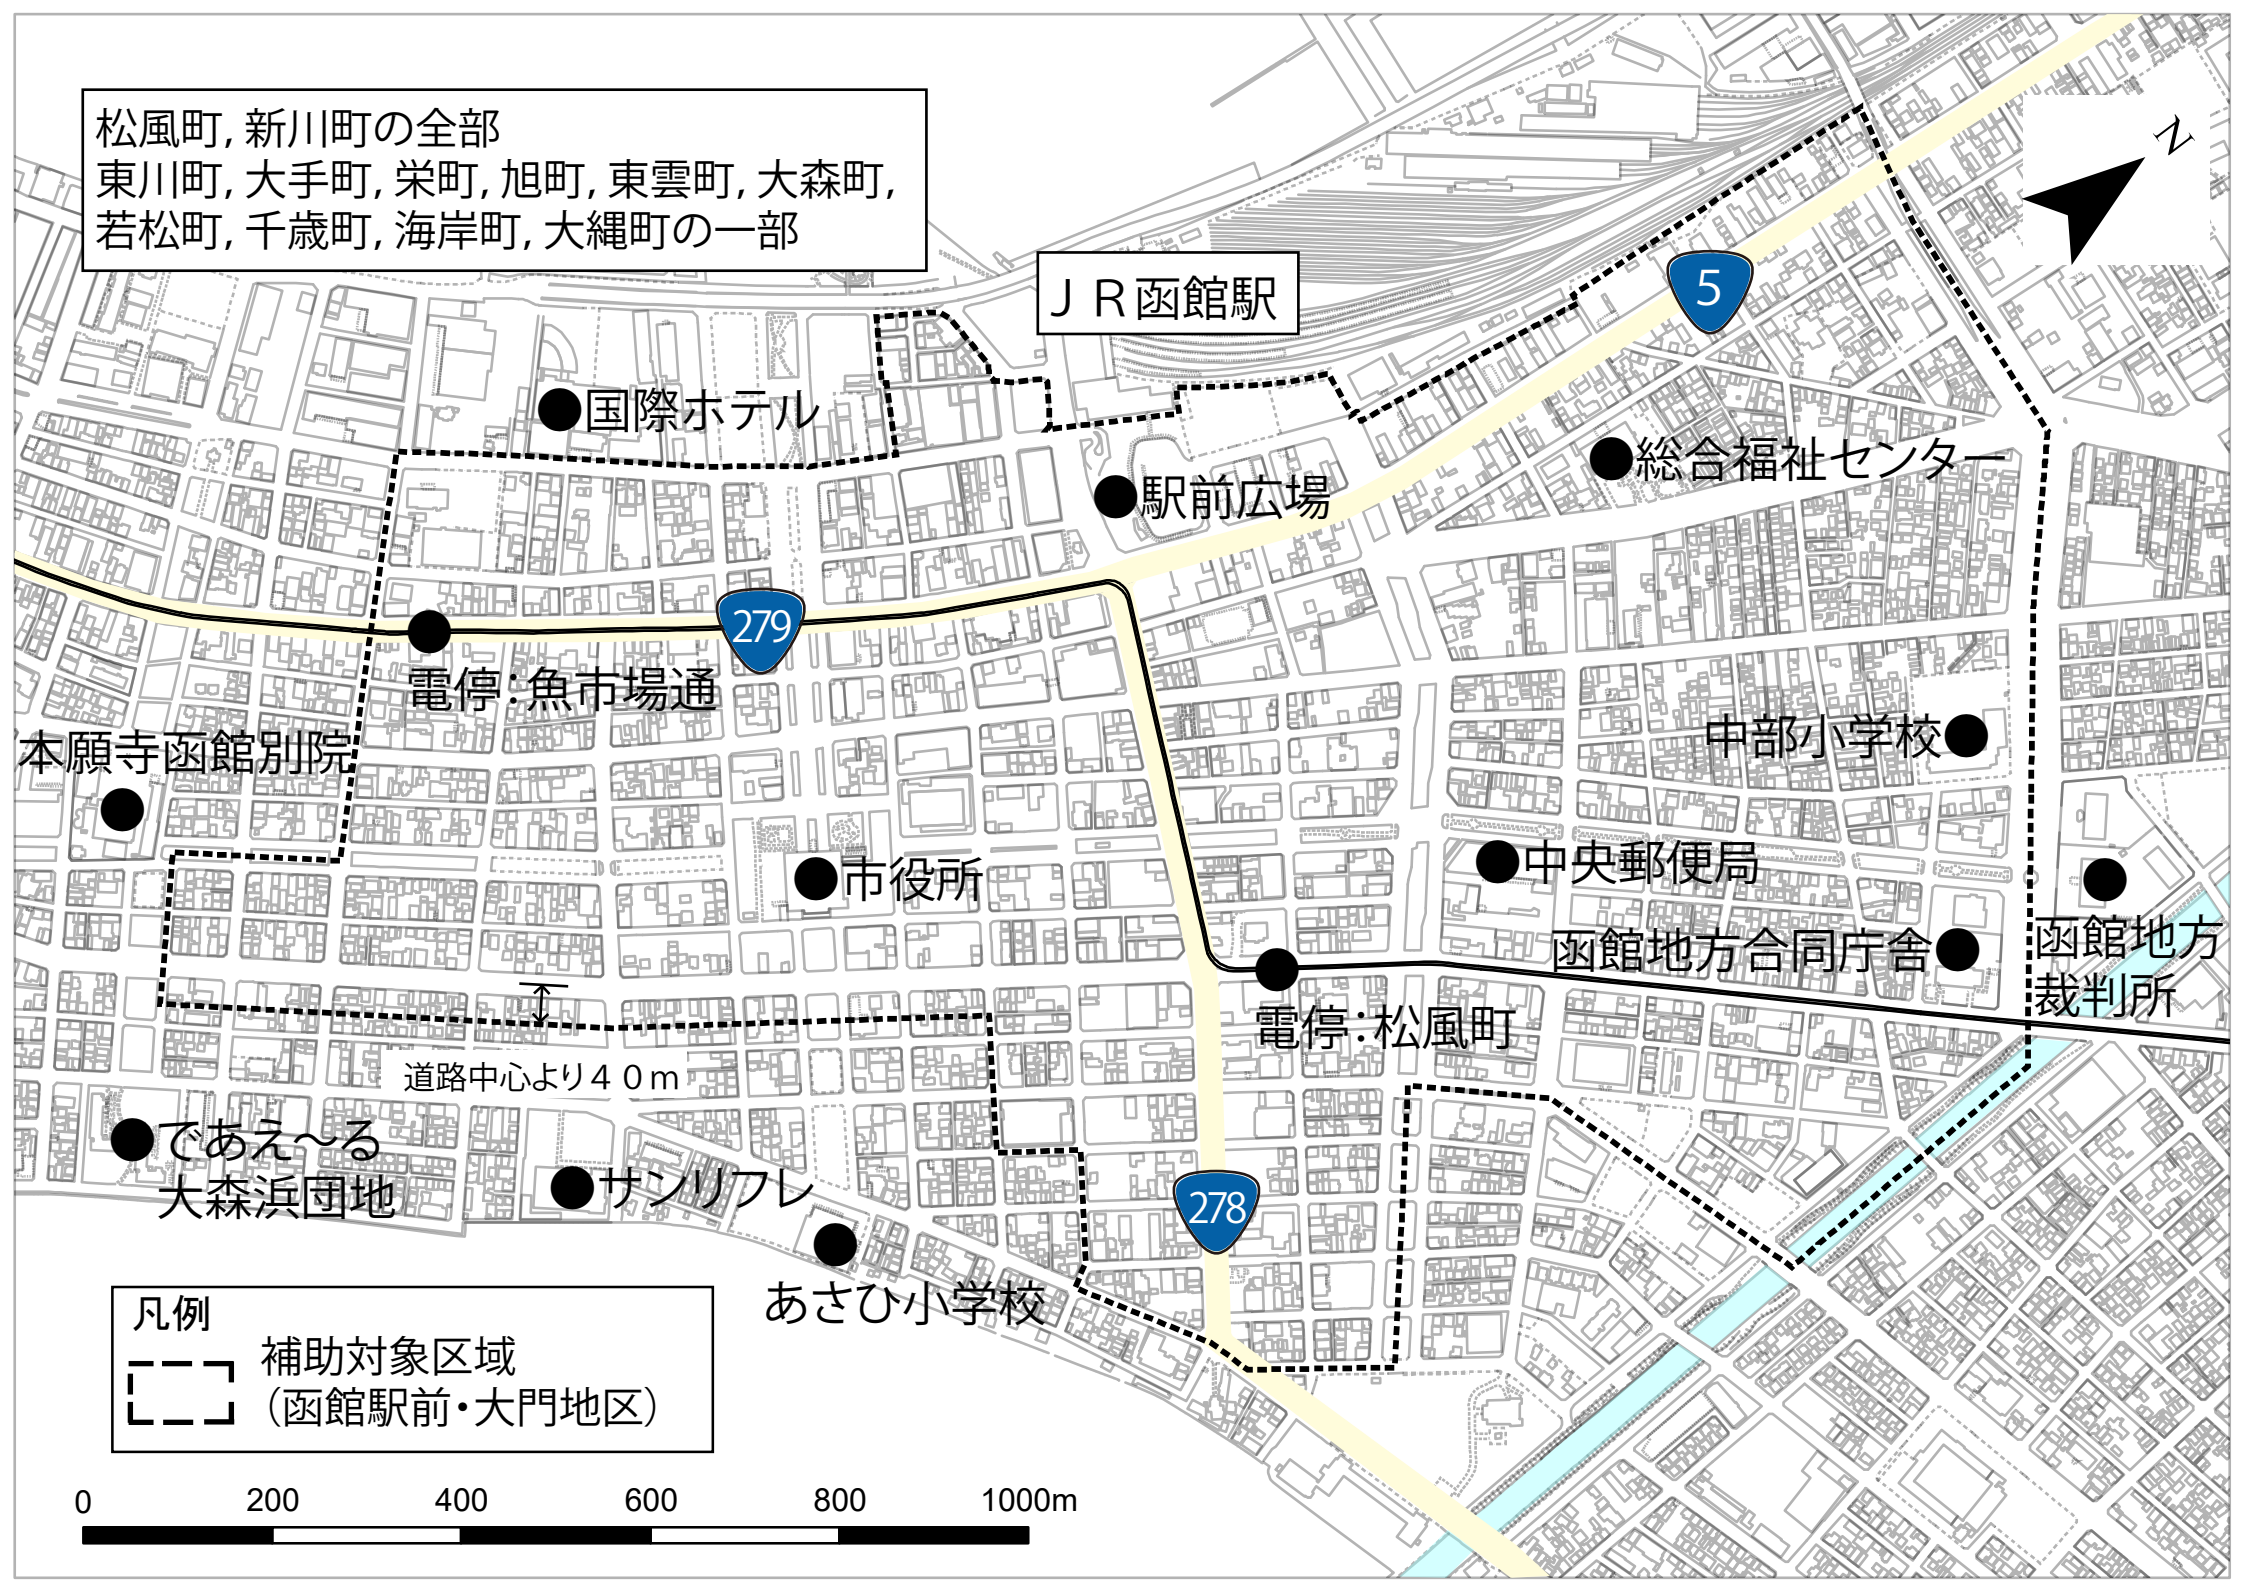 松風町,新川町の全部
東川町,大手町,栄町,旭町,東雲町,大森町,
若松町,千歳町,海岸町,大縄町の一部
N
ＪＲ函館駅
5
国際ホテル
総合福祉センター
駅前広場
279
電停：魚市場通
中部小学校
本願寺函館別院
市役所
中央郵便局
函館地方合同庁舎
函館地方
裁判所
電停：松風町
道路中心より４０ｍ
であえ～る
大森浜団地
サンリフレ
278
あさひ小学校
凡例
補助対象区域
（函館駅前・大門地区）
0 200 400 600 800 1000m